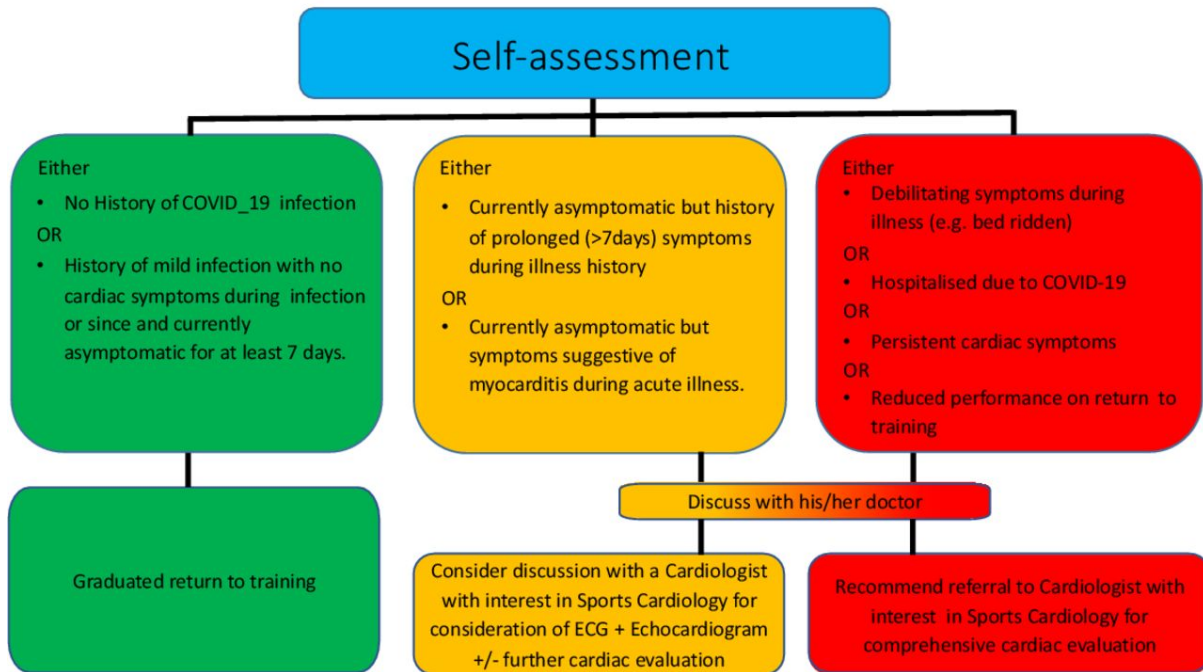 Self-assessment
Either
• No History of COVID_19 infection
OR
• History of mild infection with no
cardiac symptoms during infection
or since and currently
asymptomatic for at least 7 days.
Either
• Currently asymptomatic but history
of prolonged (>7days) symptoms
during illness history
OR
• Currently asymptomatic but
symptoms suggestive of
myocarditis during acute illness.
Either
• Debilitating symptoms during
illness (e.g. bed ridden)
OR
• Hospitalised due to COVID-19
OR
• Persistent cardiac symptoms
OR
• Reduced performance on return to
training
Discuss with his/her doctor
Graduated return to training
Consider discussion with a Cardiologist
with interest in Sports Cardiology for
consideration of ECG + Echocardiogram
+/- further cardiac evaluation
Recommend referral to Cardiologist with
interest in Sports Cardiology for
comprehensive cardiac evaluation